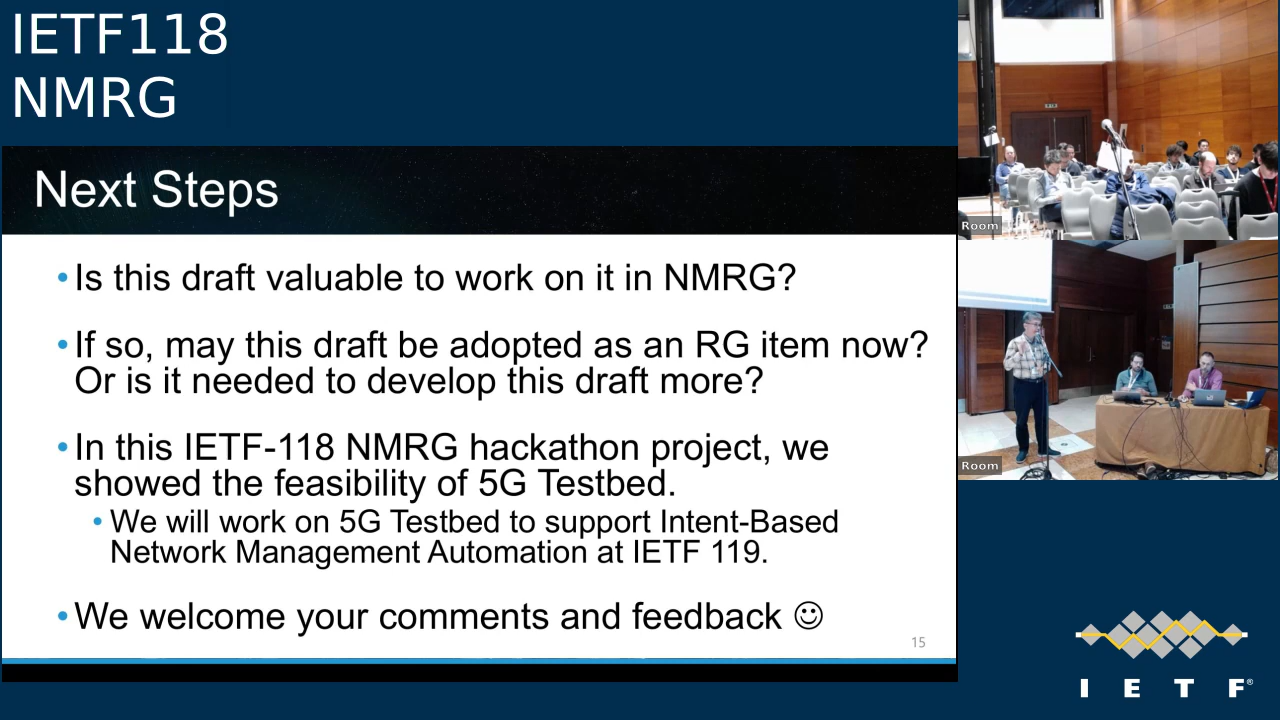 IETF118
NMRG
Next Steps
•Is this draft valuable to work on it in NMRG?
•If so, may this draft be adopted as an RG item now?
Or is it needed to develop this draft more?
•In this IETF-118 NMRG hackathon project, we
showed the feasibility of 5G Testbed.
•We will work on 5G Testbed to support Intent-Based
Network Management Automation at IETF 119.
•We welcome your comments and feedback ☺
15
Room
Room
I E T F®